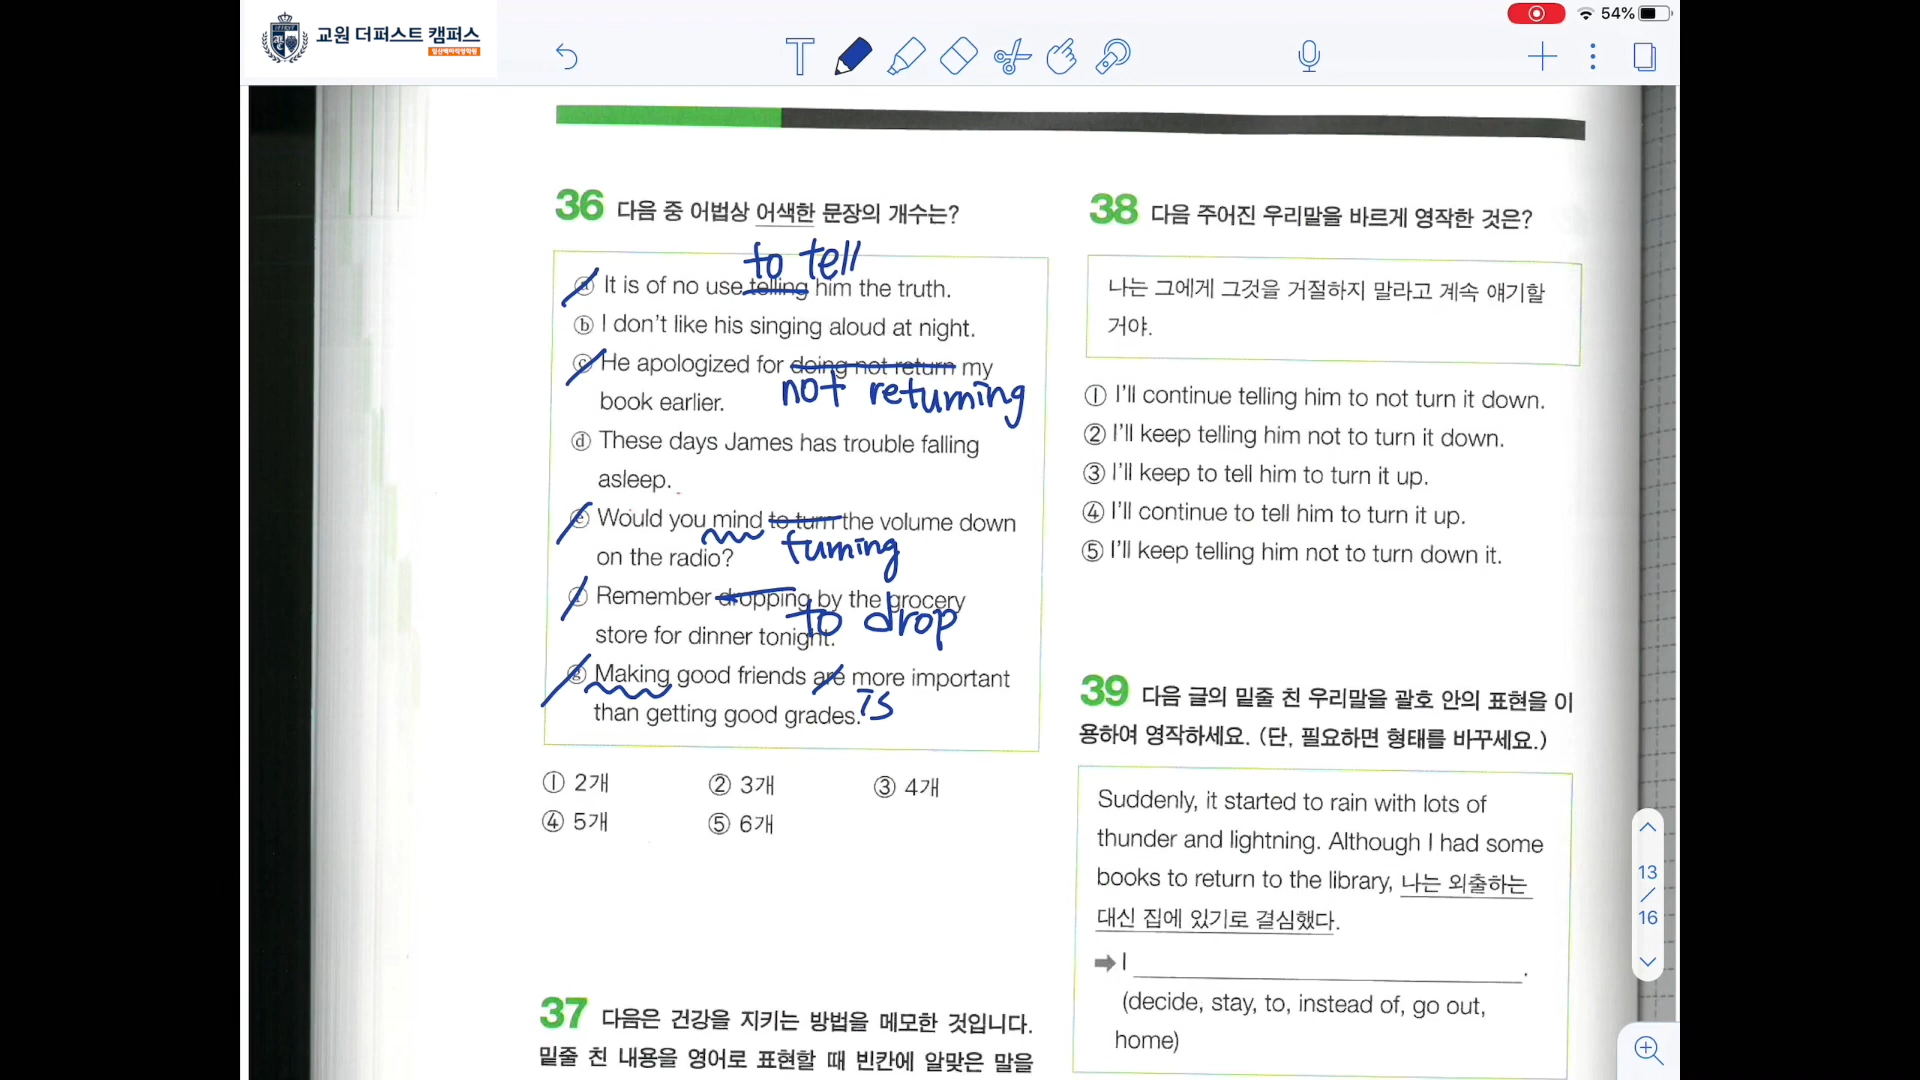 교원 더퍼스트 캠퍼스
54%
T
36 다음 중 어법상 어색한 문장의 개수는?
to tell
ⓐ It is of no use telling him the truth.
ⓑ I don't like his singing aloud at night.
ⓒ He apologized for doing not return my
not returning
book earlier.
ⓓ These days James has trouble falling
asleep.
ⓔ Would you mind to turn the volume down
turning
on the radio?
ⓕ Remember dropping by the grocery
to drop
store for dinner tonight.
ⓖ Making good friends are more important
is
than getting good grades.
① 2개 ② 3개 ③ 4개
④ 5개 ⑤ 6개
37 다음은 건강을 지키는 방법을 메모한 것입니다.
밑줄 친 내용을 영어로 표현할 때 빈칸에 알맞은 말을
38 다음 주어진 우리말을 바르게 영작한 것은?
나는 그에게 그것을 거절하지 말라고 계속 얘기할
거야.
① I'll continue telling him to not turn it down.
② I'll keep telling him not to turn it down.
③ I'll keep to tell him to turn it up.
④ I'll continue to tell him to turn it up.
⑤ I'll keep telling him not to turn down it.
39 다음 글의 밑줄 친 우리말을 괄호 안의 표현을 이
용하여 영작하세요. (단, 필요하면 형태를 바꾸세요.)
Suddenly, it started to rain with lots of
thunder and lightning. Although I had some
books to return to the library, 나는 외출하는
대신 집에 있기로 결심했다.
➡ I .
(decide, stay, to, instead of, go out,
home)
13
/
16